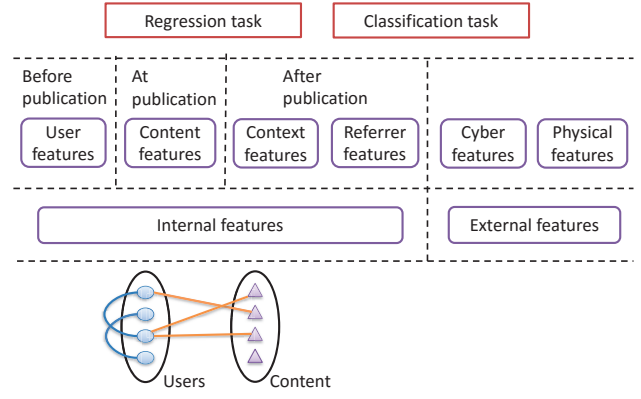 Regression task
Classification task
Before
publication
At
publication
After
publication
User
features
Content
features
Context
features
Referrer
features
Cyber
features
Physical
features
Internal features
External features
Users
Content